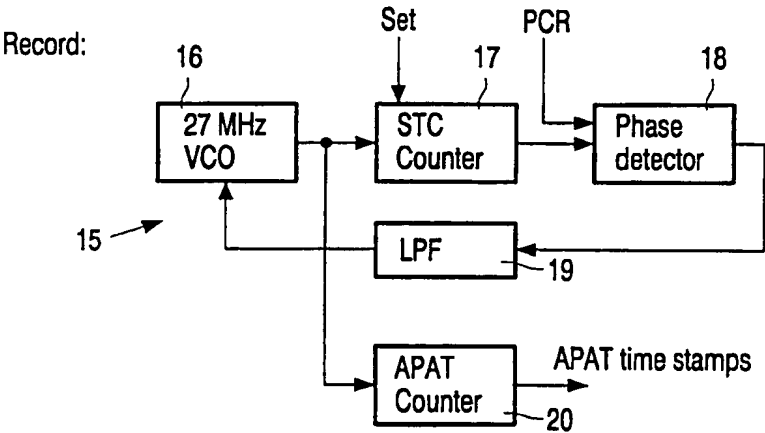 Record:
Set
PCR
16
17
18
27 MHz
VCO
STC
Counter
Phase
detector
15
LPF
19
APAT
Counter
APAT time stamps
20